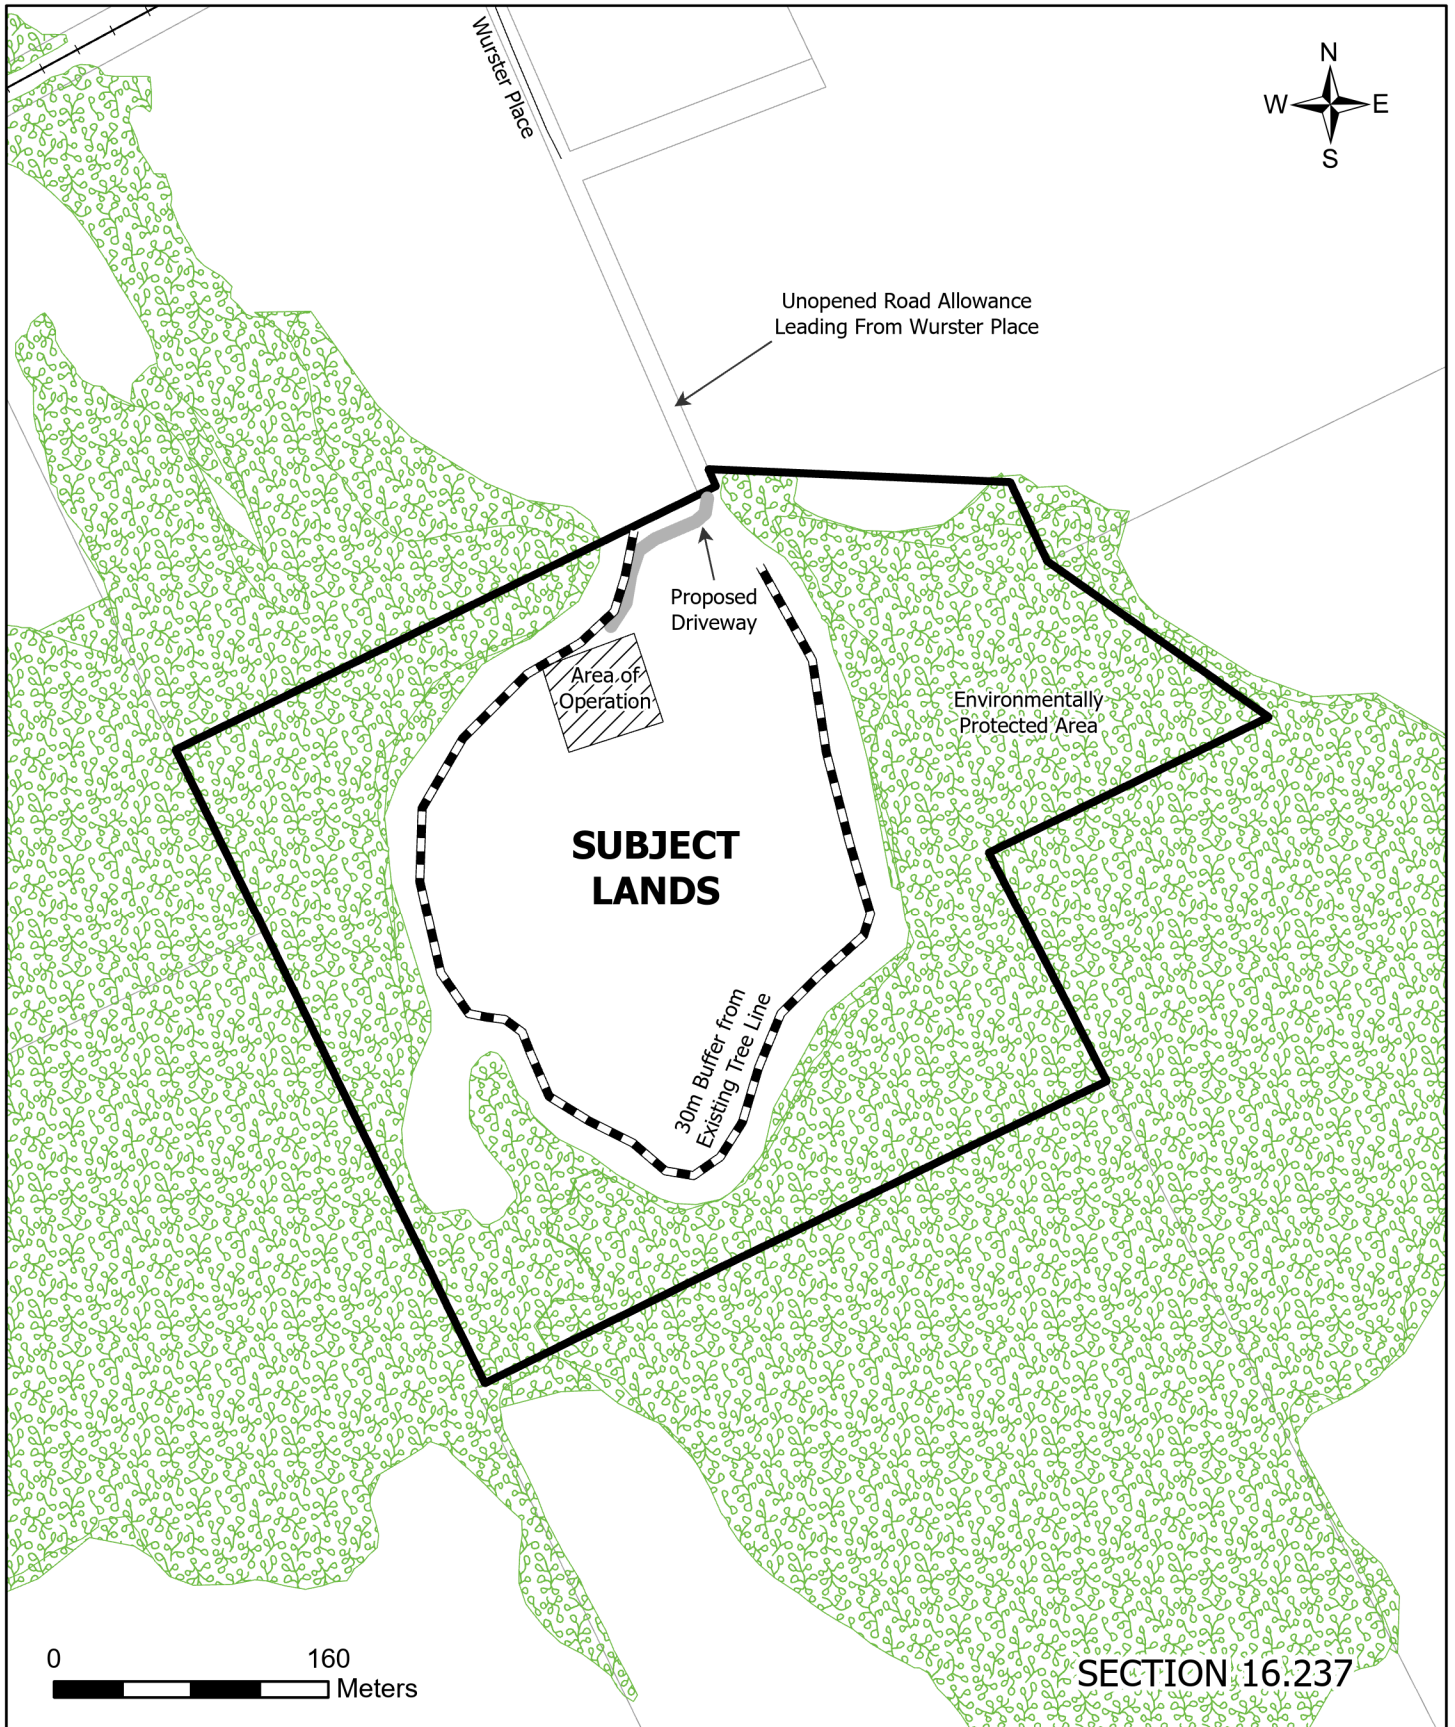 Wurster Place
N
W
E
S
Unopened Road Allowance
Leading From Wurster Place
Proposed
Driveway
Area of
Operation
Environmentally
Protected Area
SUBJECT
LANDS
30m Buffer from
Existing Tree Line
0
160
Meters
SECTION 16.237